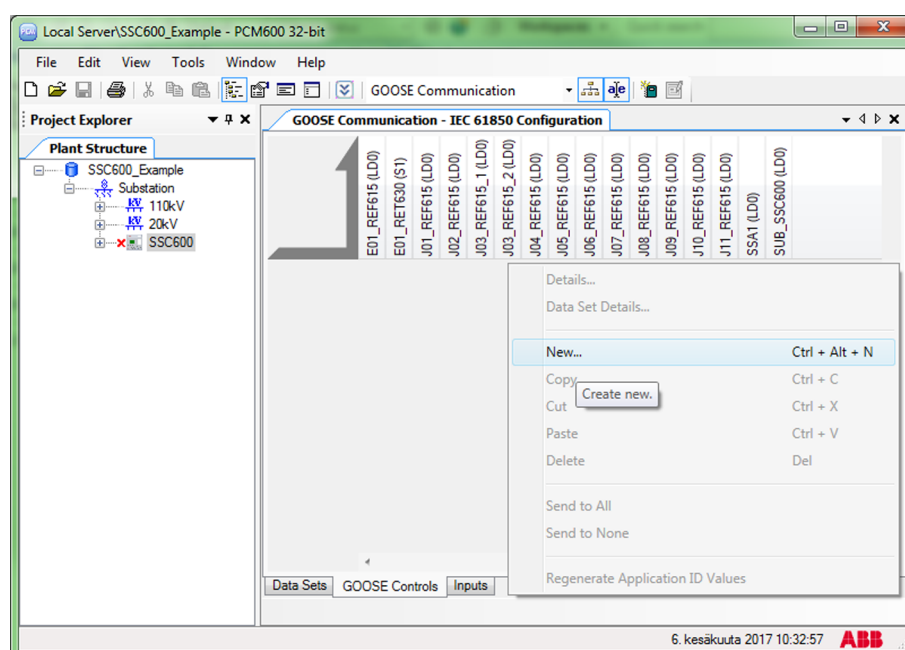 Local Server\SSC600_Example - PCM600 32-bit
File Edit View Tools Window Help
GOOSE Communication
Project Explorer
GOOSE Communication - IEC 61850 Configuration
Plant Structure
SSC600_Example
Substation
110kV
20kV
SSC600
E01_REF615 (LD0)
E01_RET630 (S1)
J01_REF615 (LD0)
J02_REF615 (LD0)
J03_REF615_1 (LD0)
J03_REF615_2 (LD0)
J04_REF615 (LD0)
J05_REF615 (LD0)
J06_REF615 (LD0)
J07_REF615 (LD0)
J08_REF615 (LD0)
J09_REF615 (LD0)
J10_REF615 (LD0)
J11_REF615 (LD0)
SSA1 (LD0)
SUB_SSC600 (LD0)
Details...
Data Set Details...
New... Ctrl + Alt + N
Copy Ctrl + C
Create new.
Cut Ctrl + X
Paste Ctrl + V
Delete Del
Send to All
Send to None
Regenerate Application ID Values
Data Sets GOOSE Controls Inputs
6. kesäkuuta 2017 10:32:57 ABB